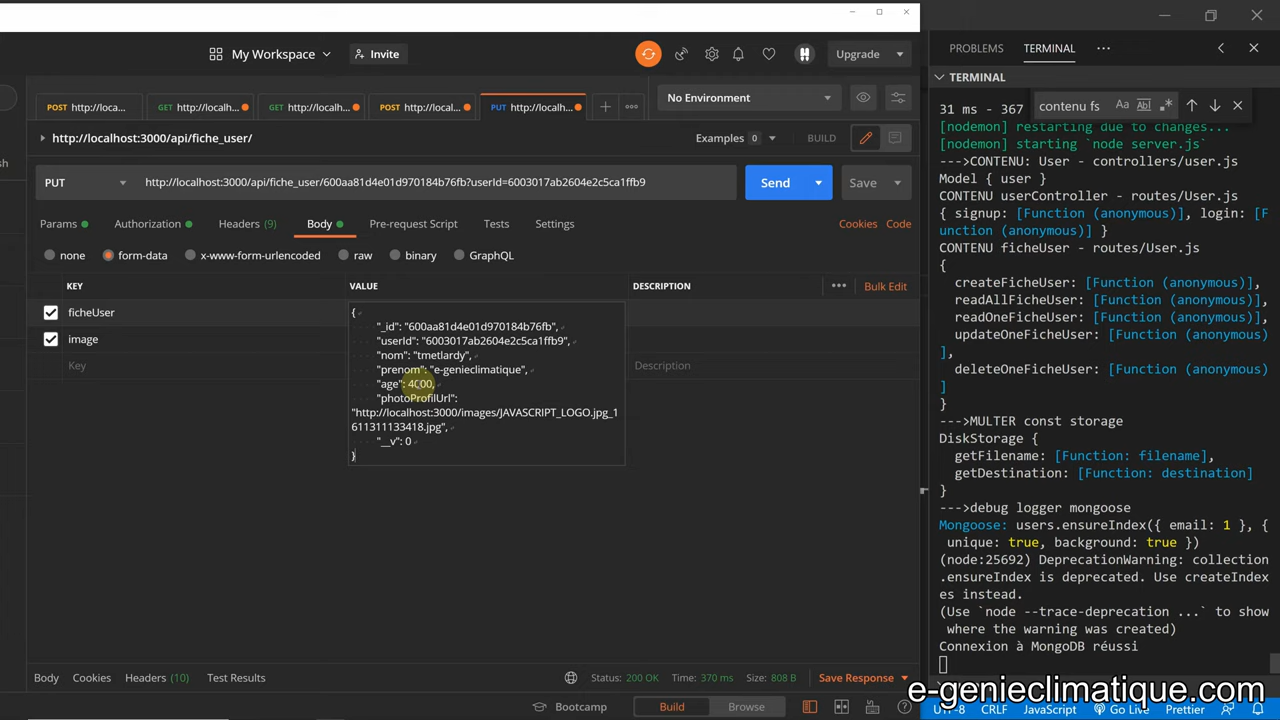 My Workspace
Invite
Upgrade
POST http://loca...
GET http://localh...
GET http://localh...
POST http://local...
PUT http://localh...
No Environment
http://localhost:3000/api/fiche_user/
Examples 0
BUILD
PUT
http://localhost:3000/api/fiche_user/600aa81d4e01d970184b76fb?userId=6003017ab2604e2c5ca1ffb9
Send
Save
Params
Authorization
Headers (9)
Body
Pre-request Script
Tests
Settings
Cookies
Code
none
form-data
x-www-form-urlencoded
raw
binary
GraphQL
KEY
VALUE
DESCRIPTION
Bulk Edit
ficheUser
{
"_id": "600aa81d4e01d970184b76fb",
"userId": "6003017ab2604e2c5ca1ffb9",
"nom": "tmetlardy",
"prenom": "e-genieclimatique",
"age": 4000,
"photoProfilUrl":
"http://localhost:3000/images/JAVASCRIPT_LOGO.jpg_1
611311133418.jpg",
"__v": 0
}
image
Key
Description
Body
Cookies
Headers (10)
Test Results
Status: 200 OK
Time: 370 ms
Size: 808 B
Save Response
Bootcamp
Build
Browse
PROBLEMS
TERMINAL
TERMINAL
contenu fs
31 ms - 367
[nodemon] restarting due to changes...
[nodemon] starting `node server.js`
--->CONTENU: User - controllers/user.js
Model { user }
CONTENU userController - routes/User.js
{ signup: [Function (anonymous)], login: [F
unction (anonymous)] }
CONTENU ficheUser - routes/User.js
{
createFicheUser: [Function (anonymous)],
readAllFicheUser: [Function (anonymous)],
readOneFicheUser: [Function (anonymous)],
updateOneFicheUser: [Function (anonymous)
],
deleteOneFicheUser: [Function (anonymous)
]
}
--->MULTER const storage
DiskStorage {
getFilename: [Function: filename],
getDestination: [Function: destination]
}
--->debug logger mongoose
Mongoose: users.ensureIndex({ email: 1 }, {
unique: true, background: true })
(node:25692) DeprecationWarning: collection
.ensureIndex is deprecated. Use createIndex
es instead.
(Use `node --trace-deprecation ...` to show
where the warning was created)
Connexion à MongoDB réussi
e-genieclimatique.com
UTF-8
CRLF
JavaScript
Go Live
Prettier